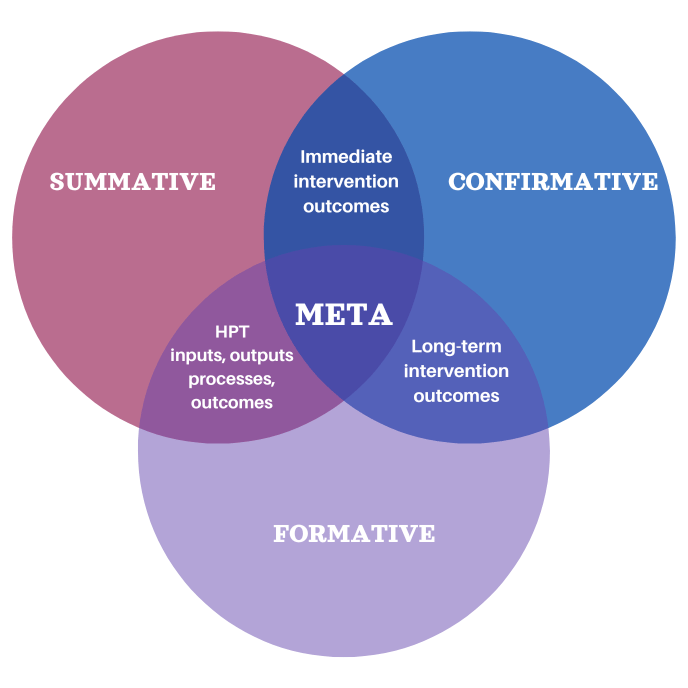 SUMMATIVE
Immediate
intervention
outcomes
CONFIRMATIVE
META
HPT
inputs, outputs
processes,
outcomes
Long-term
intervention
outcomes
FORMATIVE